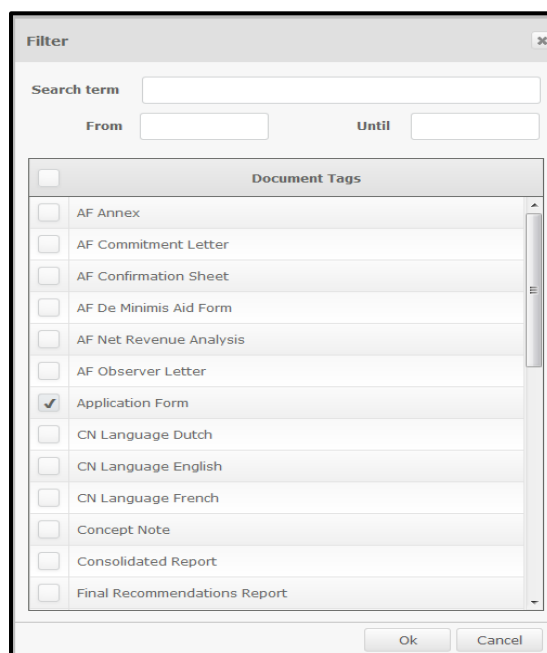 Filter
Search term
From Until
Document Tags
AF Annex
AF Commitment Letter
AF Confirmation Sheet
AF De Minimis Aid Form
AF Net Revenue Analysis
AF Observer Letter
Application Form
CN Language Dutch
CN Language English
CN Language French
Concept Note
Consolidated Report
Final Recommendations Report
Ok Cancel